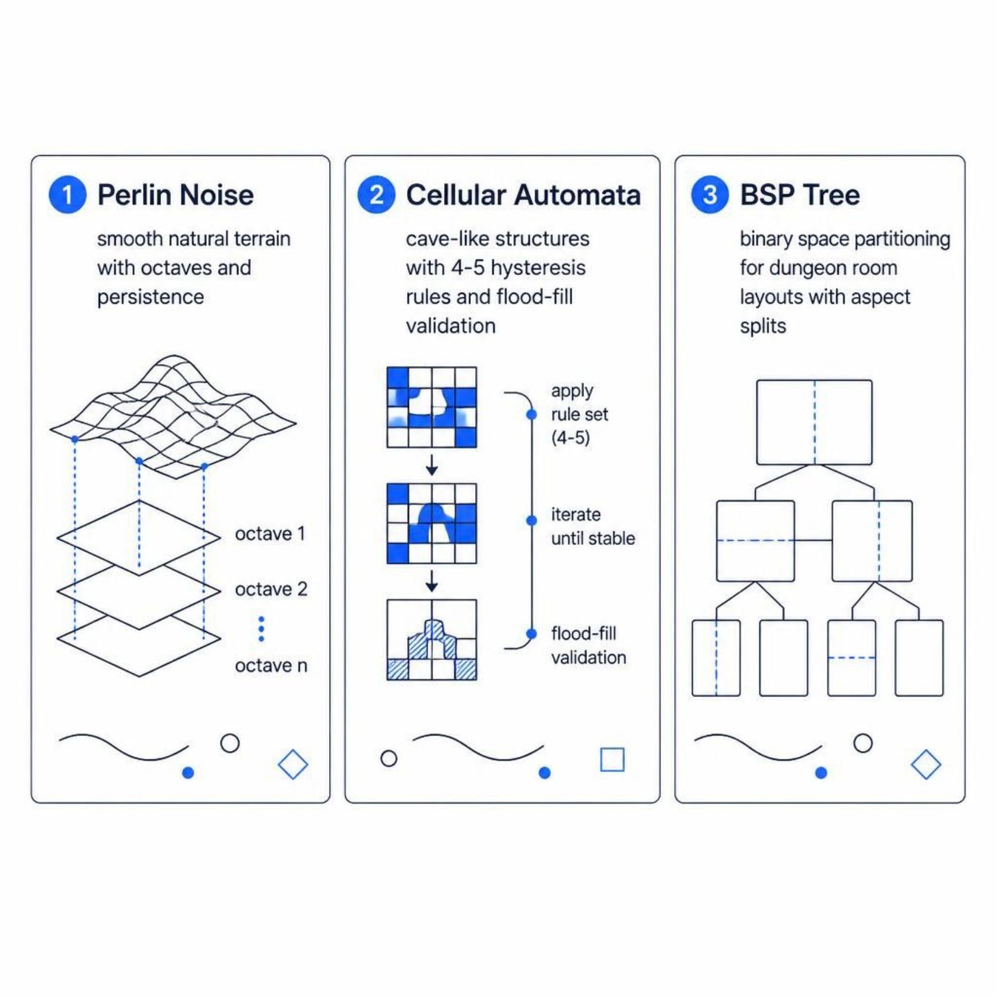 1 Perlin Noise
smooth natural terrain
with octaves and
persistence
octave 1
octave 2
octave n
2 Cellular Automata
cave-like structures
with 4-5 hysteresis
rules and flood-fill
validation
apply
rule set
(4-5)
iterate
until stable
flood-fill
validation
3 BSP Tree
binary space partitioning
for dungeon room
layouts with aspect
splits